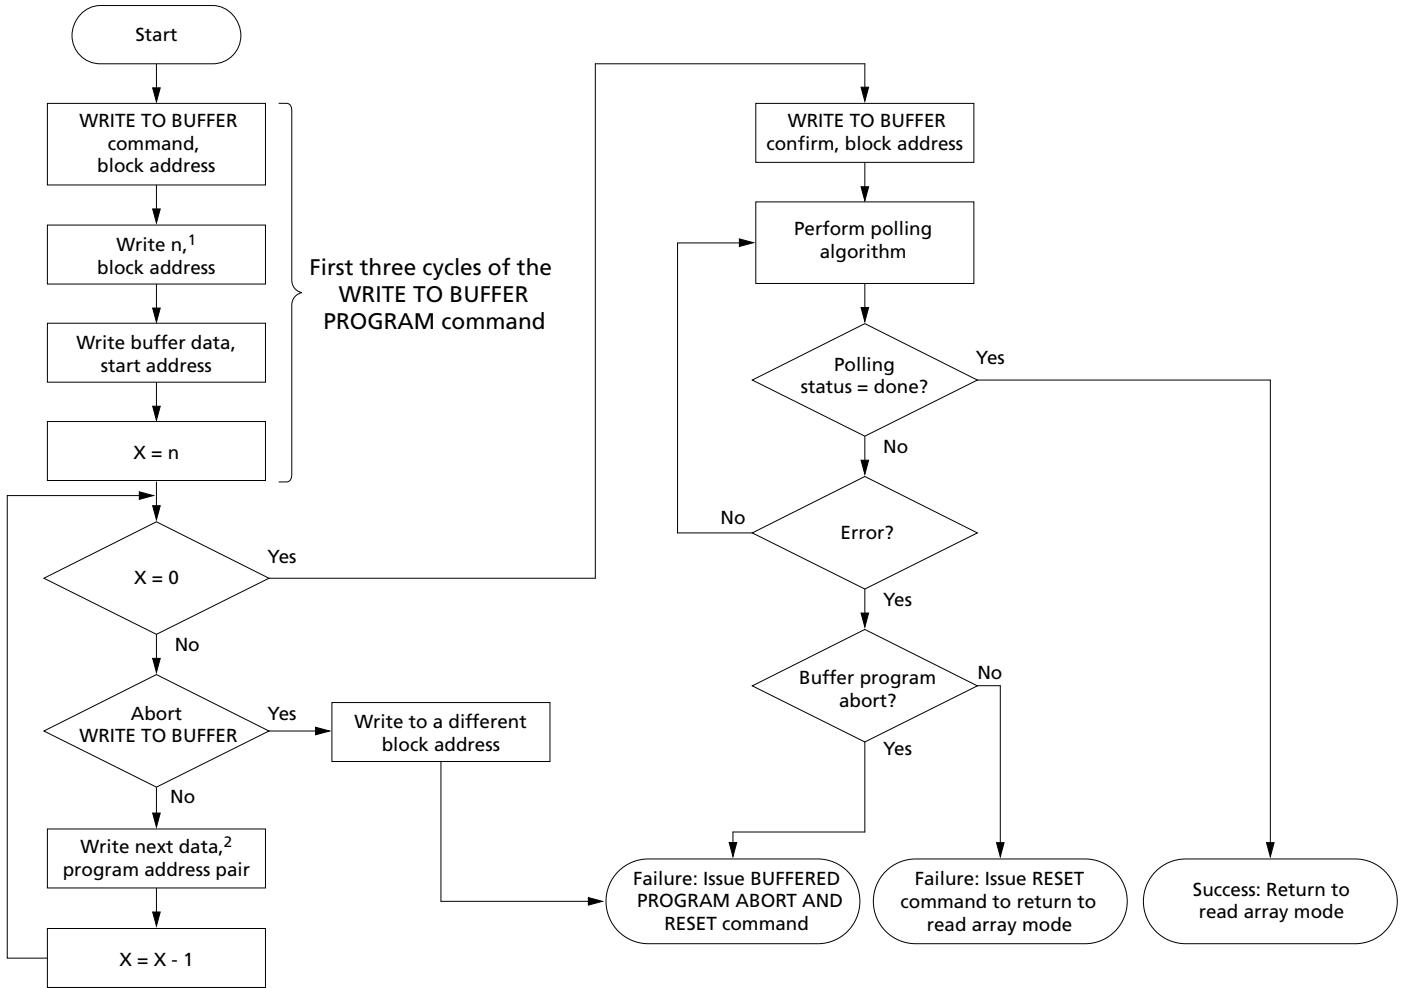 Start
WRITE TO BUFFER
command,
block address
Write n,1
block address
Write buffer data,
start address
X = n
First three cycles of the
WRITE TO BUFFER
PROGRAM command
X = 0
Yes
No
Abort
WRITE TO BUFFER
Yes
No
Write to a different
block address
Write next data,2
program address pair
X = X - 1
WRITE TO BUFFER
confirm, block address
Perform polling
algorithm
Polling
status = done?
Yes
No
Error?
No
Yes
Buffer program
abort?
No
Yes
Failure: Issue BUFFERED
PROGRAM ABORT AND
RESET command
Failure: Issue RESET
command to return to
read array mode
Success: Return to
read array mode